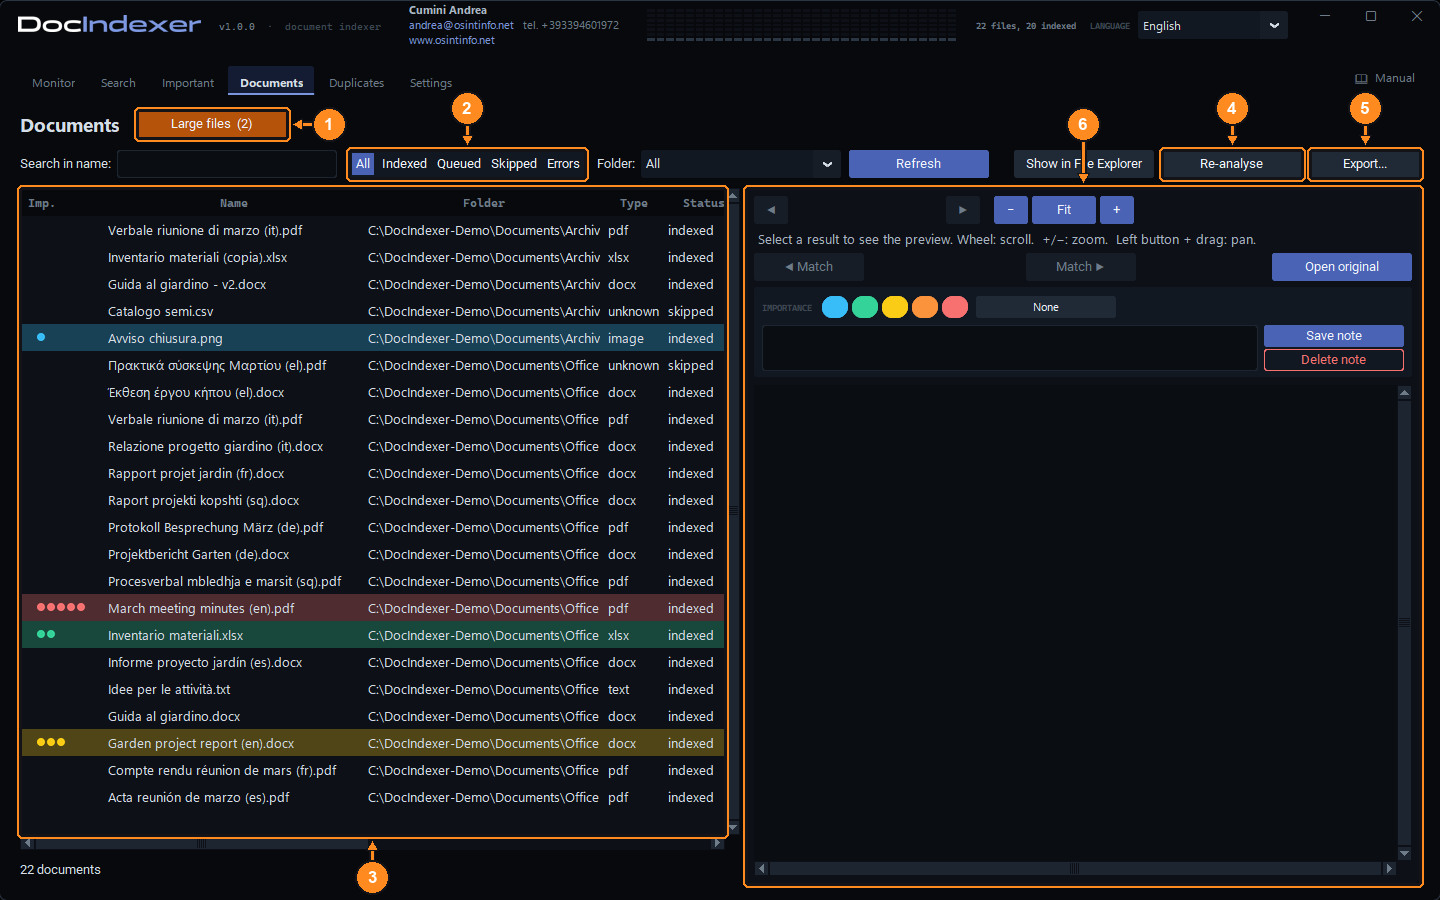 DocIndexer v1.0.0 · document indexer
Cumini Andrea
andrea@osintinfo.net tel. +393394601972
www.osintinfo.net
22 files, 20 indexed LANGUAGE English
Monitor Search Important Documents Duplicates Settings Manual
Documents Large files (2) 1 2 6 4 5
Search in name: All Indexed Queued Skipped Errors Folder: All Refresh Show in File Explorer Re-analyse Export...
Imp. Name Folder Type Status
Verbale riunione di marzo (it).pdf C:\DocIndexer-Demo\Documents\Archiv pdf indexed
Inventario materiali (copia).xlsx C:\DocIndexer-Demo\Documents\Archiv xlsx indexed
Guida al giardino - v2.docx C:\DocIndexer-Demo\Documents\Archiv docx indexed
Catalogo semi.csv C:\DocIndexer-Demo\Documents\Archiv unknown skipped
Avviso chiusura.png C:\DocIndexer-Demo\Documents\Archiv image indexed
Πρακτικά σύσκεψης Μαρτίου (el).pdf C:\DocIndexer-Demo\Documents\Office unknown skipped
Έκθεση έργου κήπου (el).docx C:\DocIndexer-Demo\Documents\Office docx indexed
Verbale riunione di marzo (it).pdf C:\DocIndexer-Demo\Documents\Office pdf indexed
Relazione progetto giardino (it).docx C:\DocIndexer-Demo\Documents\Office docx indexed
Rapport projet jardin (fr).docx C:\DocIndexer-Demo\Documents\Office docx indexed
Raport projekti kopshti (sq).docx C:\DocIndexer-Demo\Documents\Office docx indexed
Protokoll Besprechung März (de).pdf C:\DocIndexer-Demo\Documents\Office pdf indexed
Projektbericht Garten (de).docx C:\DocIndexer-Demo\Documents\Office docx indexed
Procesverbal mbledhja e marsit (sq).pdf C:\DocIndexer-Demo\Documents\Office pdf indexed
March meeting minutes (en).pdf C:\DocIndexer-Demo\Documents\Office pdf indexed
Inventario materiali.xlsx C:\DocIndexer-Demo\Documents\Office xlsx indexed
Informe proyecto jardín (es).docx C:\DocIndexer-Demo\Documents\Office docx indexed
Idee per le attività.txt C:\DocIndexer-Demo\Documents\Office text indexed
Guida al giardino.docx C:\DocIndexer-Demo\Documents\Office docx indexed
Garden project report (en).docx C:\DocIndexer-Demo\Documents\Office docx indexed
Compte rendu réunion de mars (fr).pdf C:\DocIndexer-Demo\Documents\Office pdf indexed
Acta reunión de marzo (es).pdf C:\DocIndexer-Demo\Documents\Office pdf indexed
3
22 documents
− Fit +
Select a result to see the preview. Wheel: scroll. +/−: zoom. Left button + drag: pan.
◄ Match Match ► Open original
IMPORTANCE None
Save note
Delete note